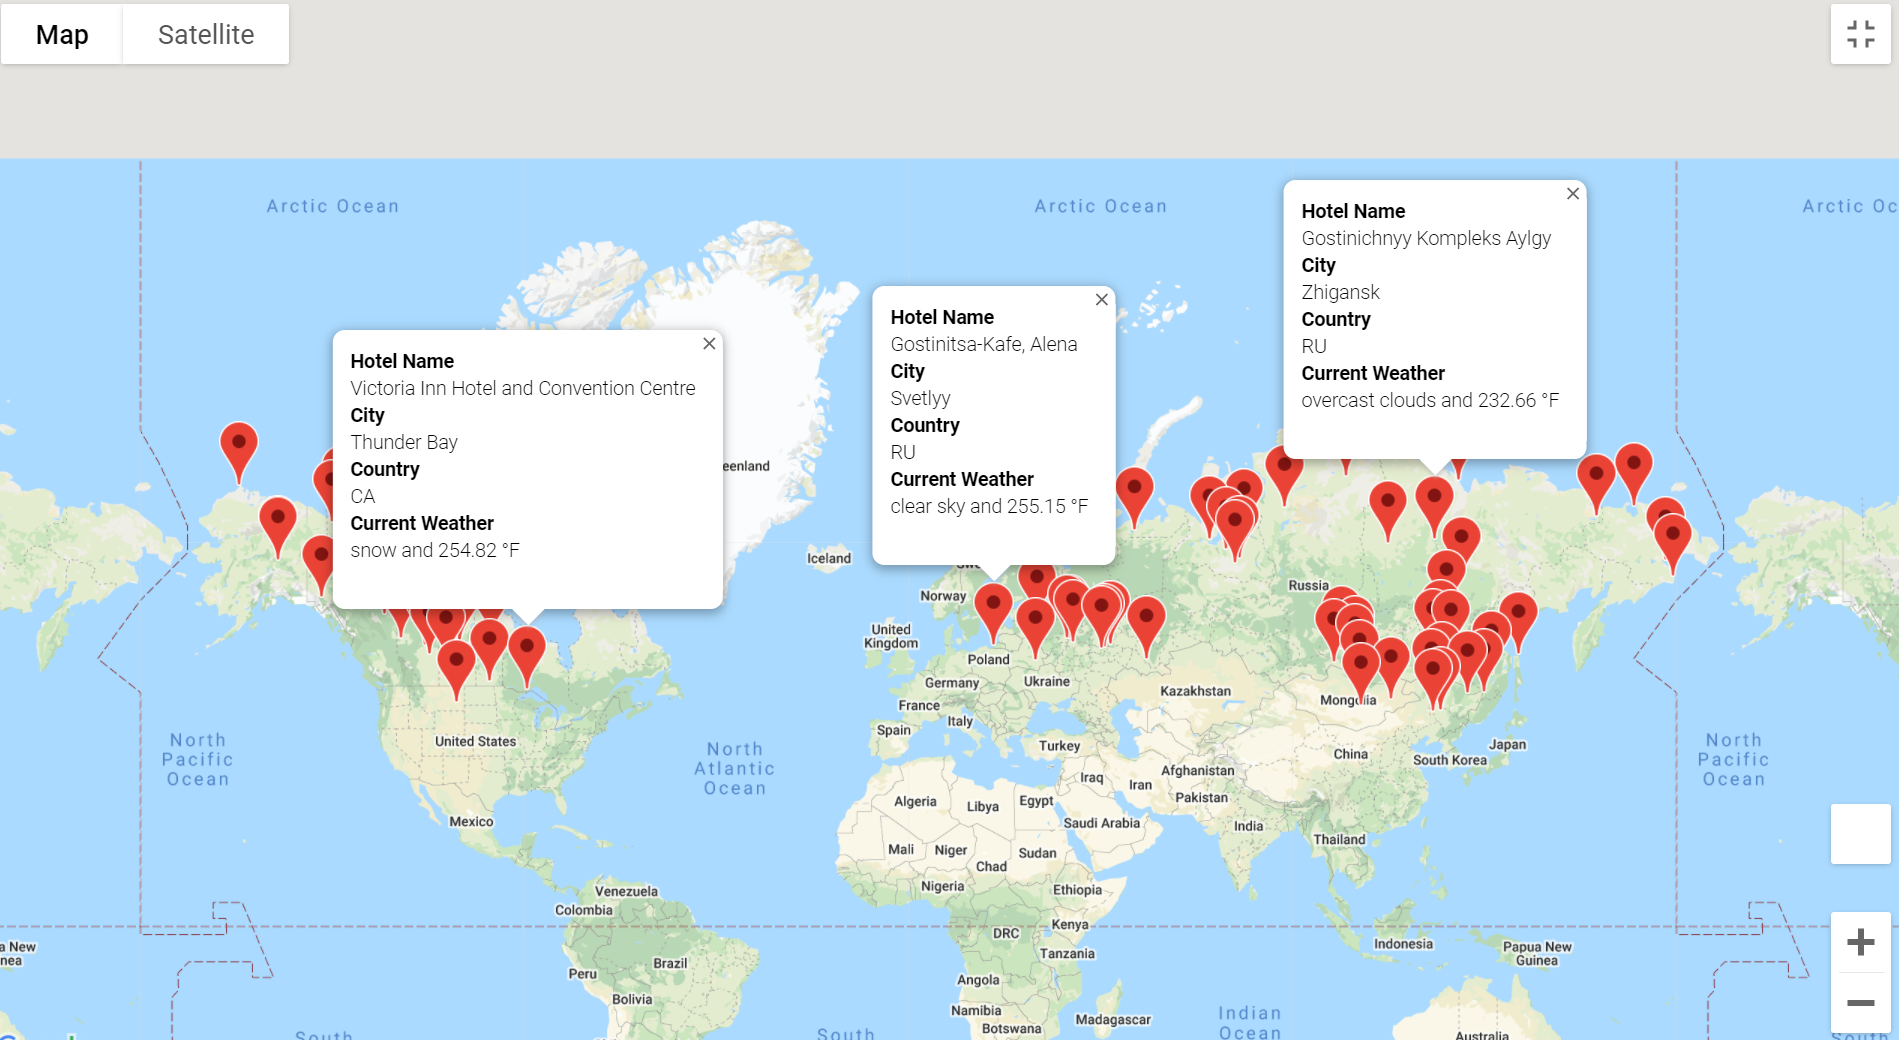 Map
Satellite
Arctic Ocean
Arctic Ocean
Arctic Oc
Hotel Name
Gostinichnyy Kompleks Aylgy
City
Zhigansk
Country
RU
Current Weather
overcast clouds and 232.66 °F
Hotel Name
Gostinitsa-Kafe, Alena
City
Svetlyy
Country
RU
Current Weather
clear sky and 255.15 °F
Hotel Name
Victoria Inn Hotel and Convention Centre
City
Thunder Bay
Country
CA
Current Weather
snow and 254.82 °F
eenland
Iceland
Norway
Russia
United
Kingdom
Poland
Germany
Ukraine
Kazakhstan
Mongolia
France
Italy
Spain
Turkey
United States
China
Japan
South Korea
North
Pacific
Ocean
North
Atlantic
Ocean
North
Pacific
Ocean
Iraq
Iran
Afghanistan
Pakistan
Algeria
Libya
Egypt
Saudi Arabia
India
Thailand
Mexico
Mali
Niger
Chad
Sudan
Nigeria
Ethiopia
Venezuela
Colombia
DRC
Kenya
Tanzania
Indonesia
Papua New
Guinea
a New
nea
Peru
Brazil
Bolivia
Angola
Namibia
Botswana
Madagascar
Indian
Ocean
South
South
South
Australia